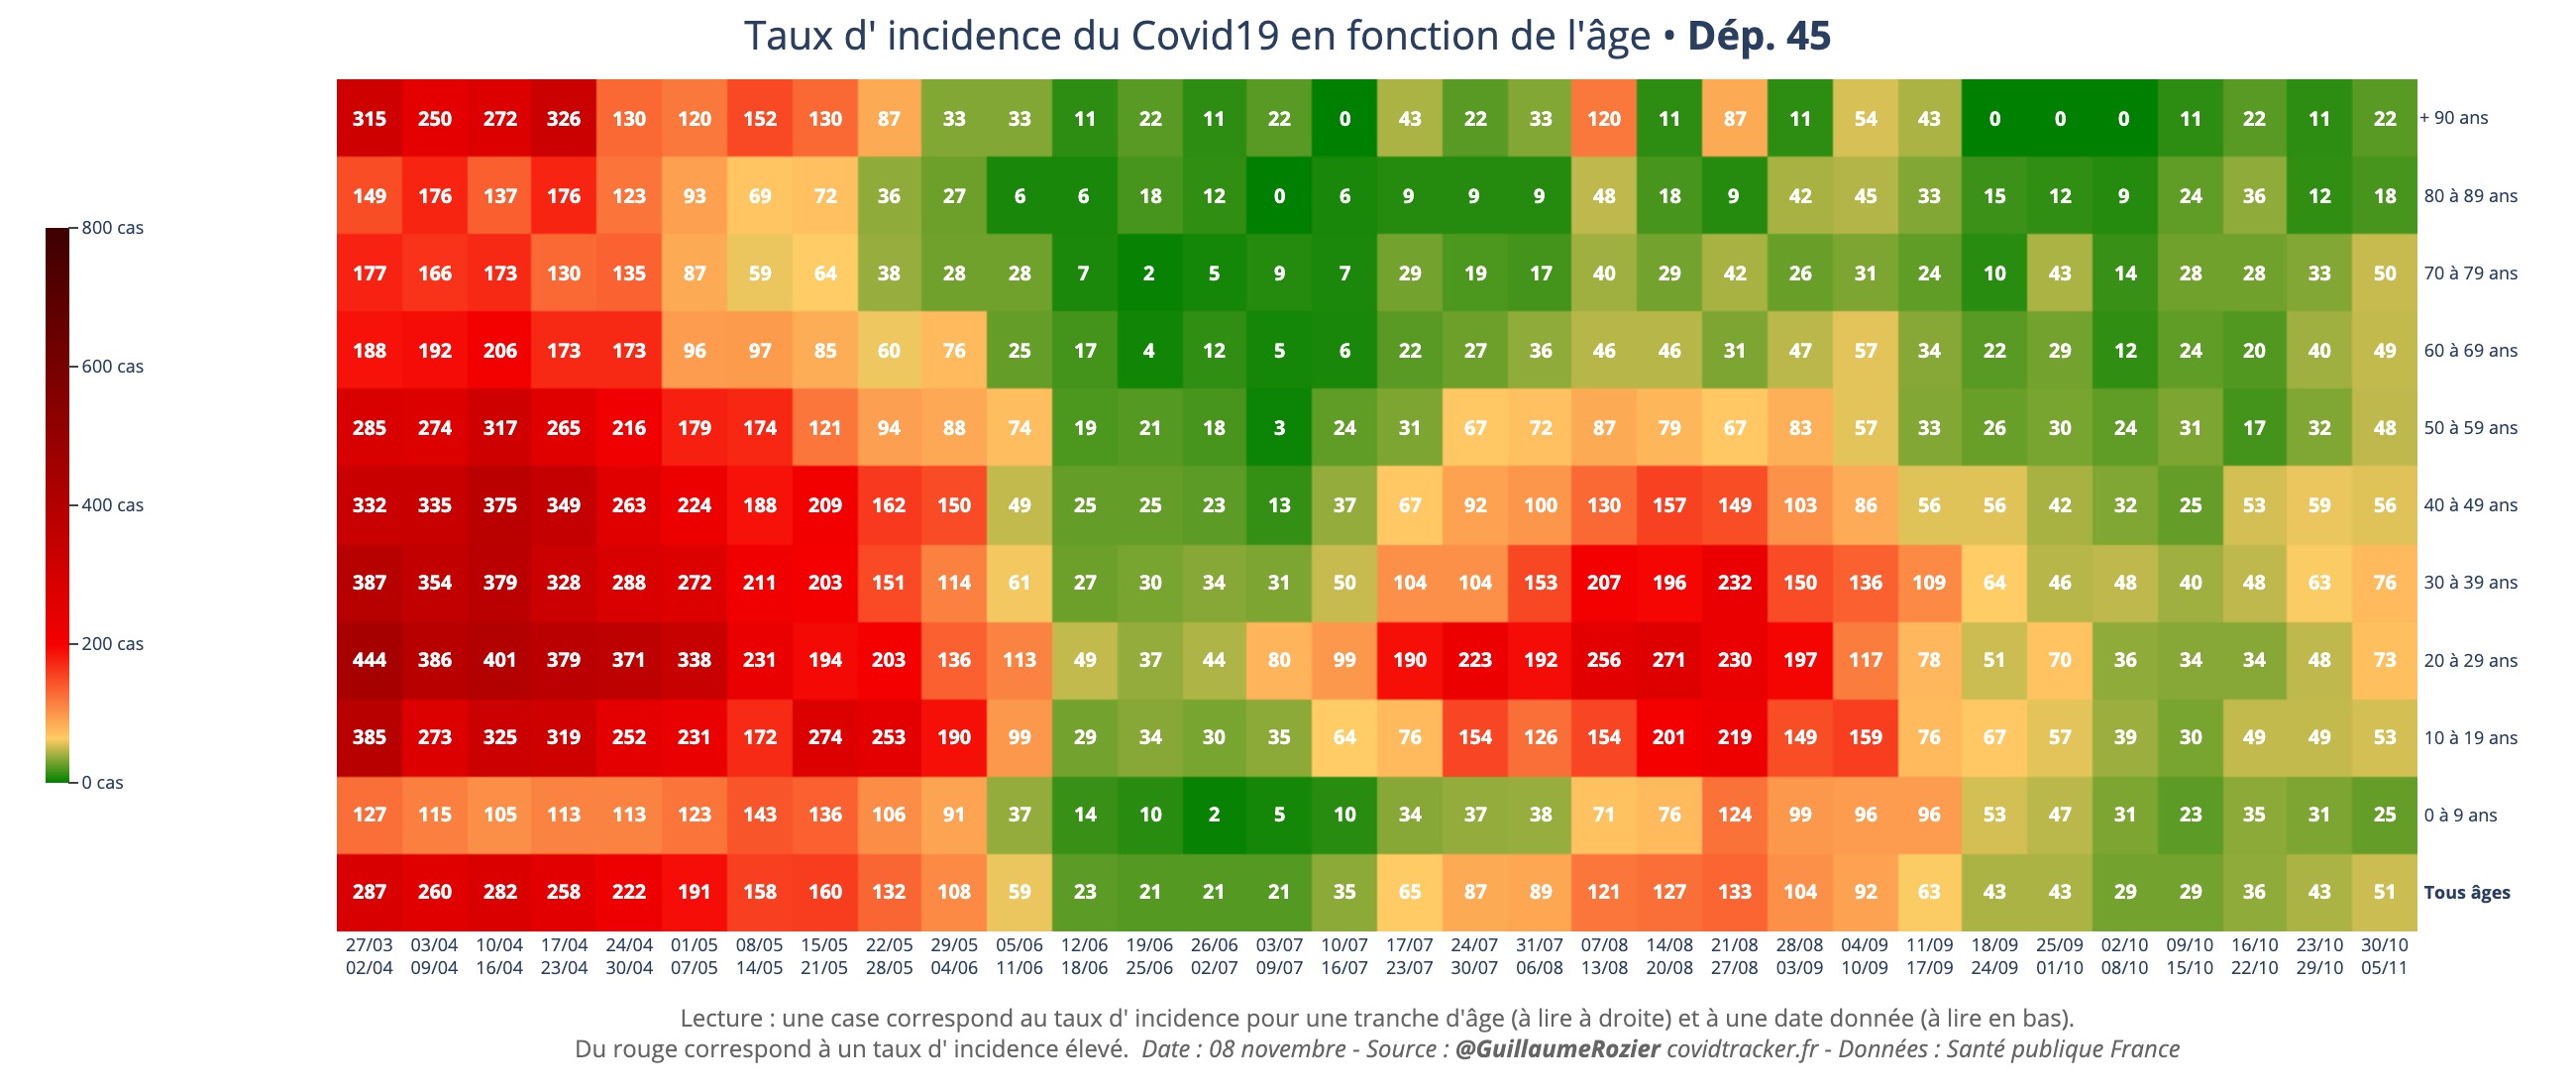 Taux d' incidence du Covid19 en fonction de l'âge • Dép. 45
315 250 272 326 130 120 152 130 87 33 33 11 22 11 22 0 43 22 33 120 11 87 11 54 43 0 0 0 11 22 11 22 + 90 ans
149 176 137 176 123 93 69 72 36 27 6 6 18 12 0 6 9 9 9 48 18 9 42 45 33 15 12 9 24 36 12 18 80 à 89 ans
800 cas
177 166 173 130 135 87 59 64 38 28 28 7 2 5 9 7 29 19 17 40 29 42 26 31 24 10 43 14 28 28 33 50 70 à 79 ans
188 192 206 173 173 96 97 85 60 76 25 17 4 12 5 6 22 27 36 46 46 31 47 57 34 22 29 12 24 20 40 49 60 à 69 ans
600 cas
285 274 317 265 216 179 174 121 94 88 74 19 21 18 3 24 31 67 72 87 79 67 83 57 33 26 30 24 31 17 32 48 50 à 59 ans
400 cas
332 335 375 349 263 224 188 209 162 150 49 25 25 23 13 37 67 92 100 130 157 149 103 86 56 56 42 32 25 53 59 56 40 à 49 ans
387 354 379 328 288 272 211 203 151 114 61 27 30 34 31 50 104 104 153 207 196 232 150 136 109 64 46 48 40 48 63 76 30 à 39 ans
200 cas
444 386 401 379 371 338 231 194 203 136 113 49 37 44 80 99 190 223 192 256 271 230 197 117 78 51 70 36 34 34 48 73 20 à 29 ans
385 273 325 319 252 231 172 274 253 190 99 29 34 30 35 64 76 154 126 154 201 219 149 159 76 67 57 39 30 49 49 53 10 à 19 ans
0 cas
127 115 105 113 113 123 143 136 106 91 37 14 10 2 5 10 34 37 38 71 76 124 99 96 96 53 47 31 23 35 31 25 0 à 9 ans
287 260 282 258 222 191 158 160 132 108 59 23 21 21 21 35 65 87 89 121 127 133 104 92 63 43 43 29 29 36 43 51 Tous âges
27/03 03/04 10/04 17/04 24/04 01/05 08/05 15/05 22/05 29/05 05/06 12/06 19/06 26/06 03/07 10/07 17/07 24/07 31/07 07/08 14/08 21/08 28/08 04/09 11/09 18/09 25/09 02/10 09/10 16/10 23/10 30/10
02/04 09/04 16/04 23/04 30/04 07/05 14/05 21/05 28/05 04/06 11/06 18/06 25/06 02/07 09/07 16/07 23/07 30/07 06/08 13/08 20/08 27/08 03/09 10/09 17/09 24/09 01/10 08/10 15/10 22/10 29/10 05/11
Lecture : une case correspond au taux d' incidence pour une tranche d'âge (à lire à droite) et à une date donnée (à lire en bas).
Du rouge correspond à un taux d' incidence élevé. Date : 08 novembre - Source : @GuillaumeRozier covidtracker.fr - Données : Santé publique France